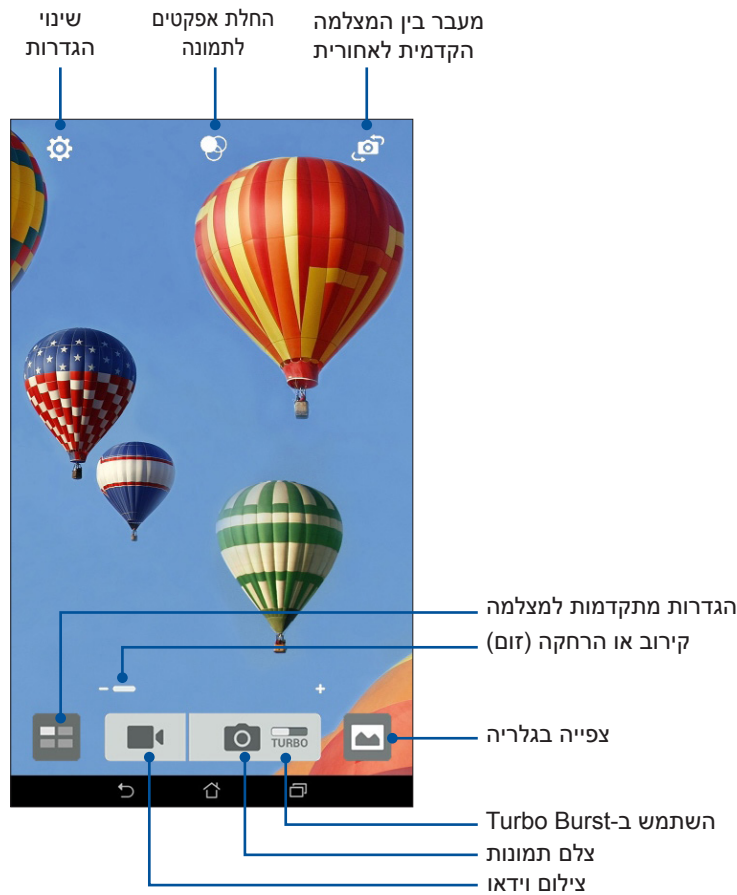 מעבר בין המצלמה
הקדמית לאחורית
החלת אפקטים
לתמונה
שינוי
הגדרות
הגדרות מתקדמות למצלמה
קירוב או הרחקה (זום)
TURBO
צפייה בגלריה
השתמש ב-Turbo Burst
צלם תמונות
צילום וידאו